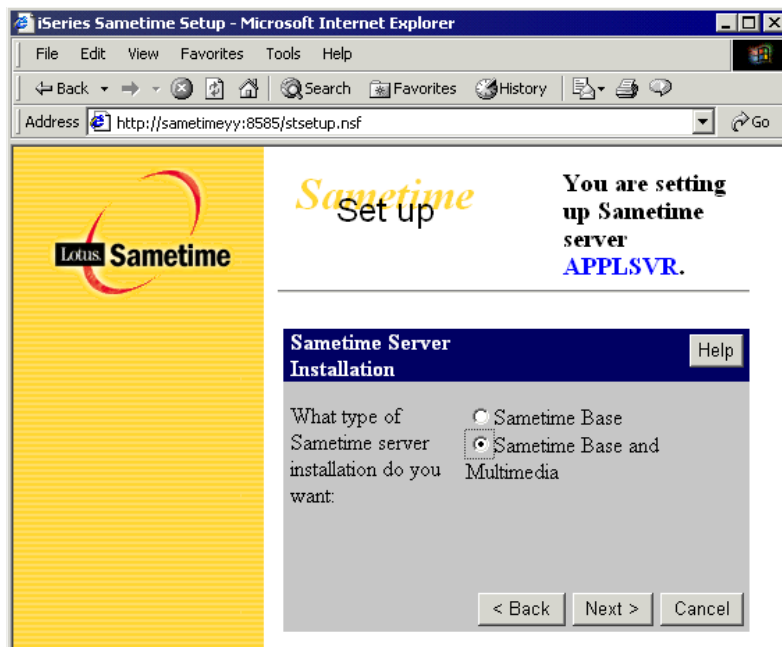 iSeries Sametime Setup - Microsoft Internet Explorer
File Edit View Favorites Tools Help
Back Search Favorites History
Address http://sametimeyy:8585/stsetup.nsf Go
Lotus Sametime
Sametime
Set up
You are setting
up Sametime
server
APPLSVR.
Sametime Server
Installation
Help
What type of
Sametime server
installation do you
want:
Sametime Base
Sametime Base and
Multimedia
< Back Next > Cancel